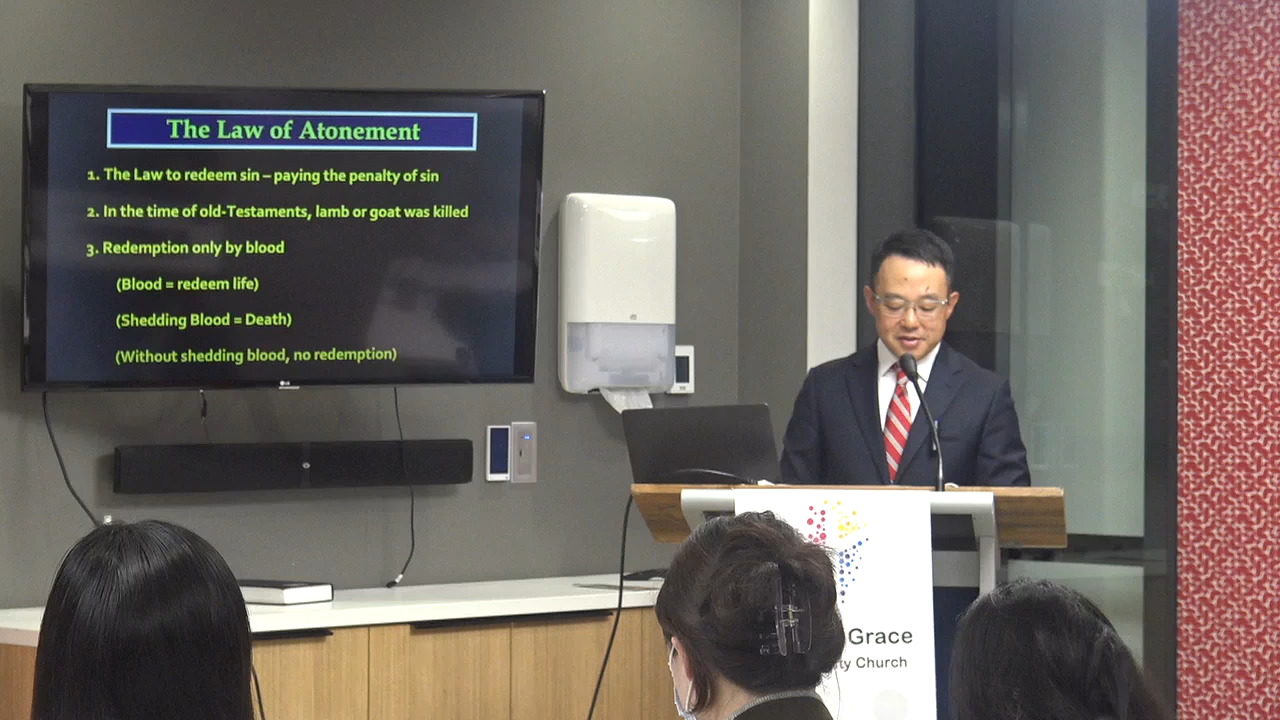 The Law of Atonement
1. The Law to redeem sin – paying the penalty of sin
2. In the time of old-Testaments, lamb or goat was killed
3. Redemption only by blood
(Blood = redeem life)
(Shedding Blood = Death)
(Without shedding blood, no redemption)
LG
Grace
ty Church